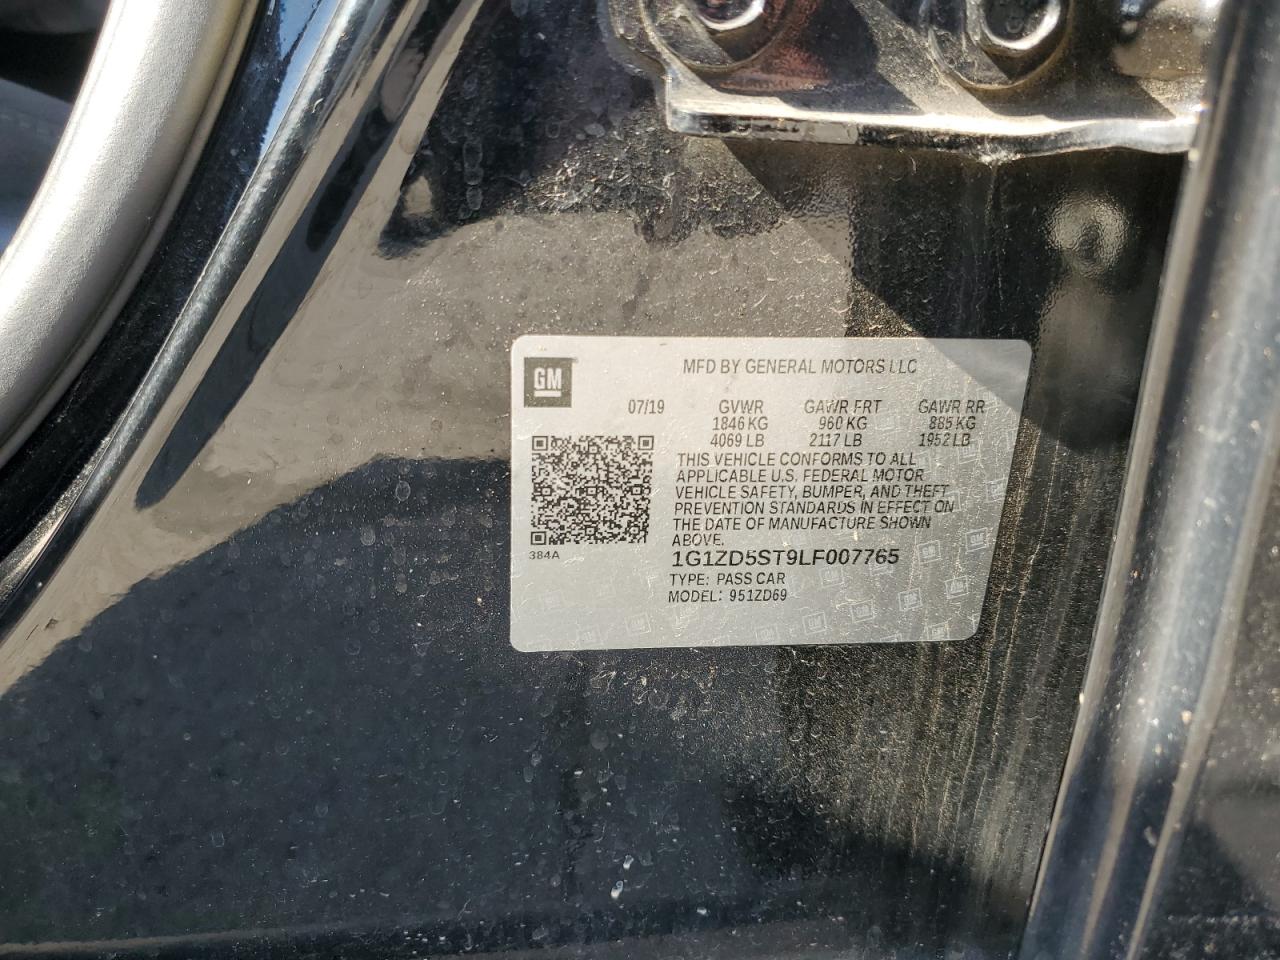 GM
MFD BY GENERAL MOTORS LLC
07/19 GVWR GAWR FRT GAWR RR
1846 KG 960 KG 885 KG
4069 LB 2117 LB 1952 LB
THIS VEHICLE CONFORMS TO ALL
APPLICABLE U.S. FEDERAL MOTOR
VEHICLE SAFETY, BUMPER, AND THEFT
PREVENTION STANDARDS IN EFFECT ON
THE DATE OF MANUFACTURE SHOWN
ABOVE.
384A
1G1ZD5ST9LF007765
TYPE: PASS CAR
MODEL: 951ZD69